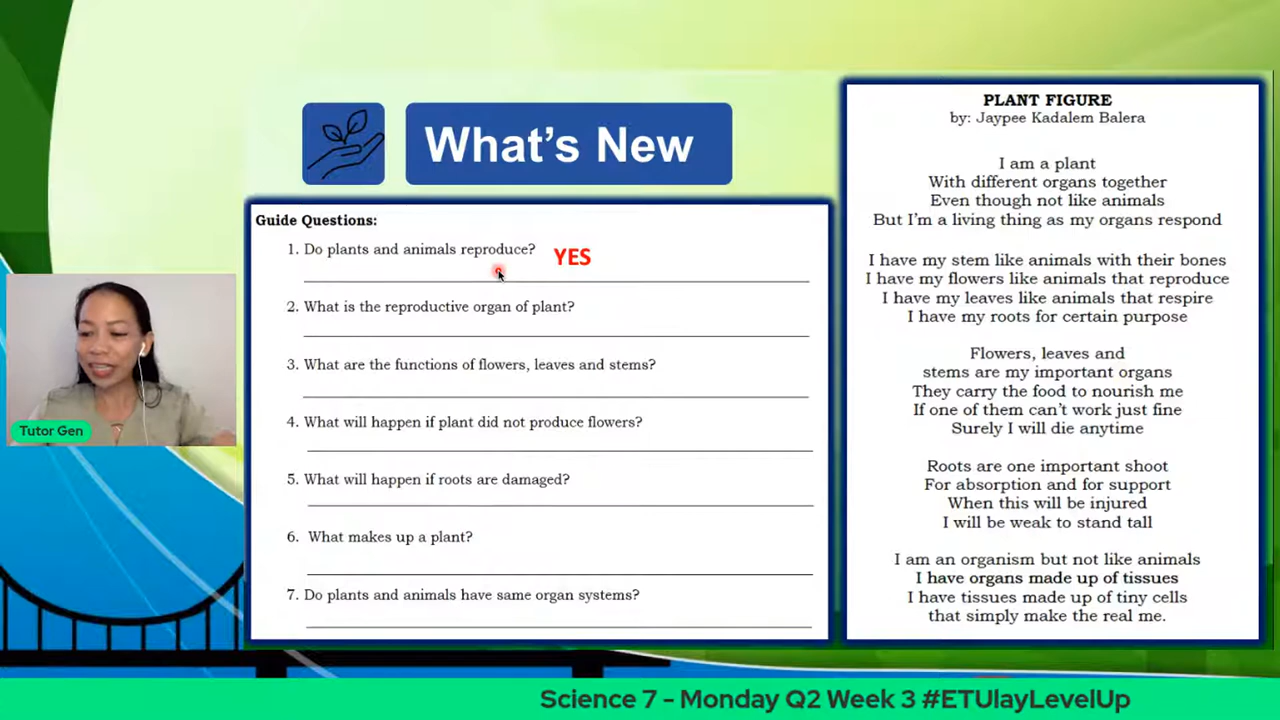 What's New
Guide Questions:
1. Do plants and animals reproduce? YES
2. What is the reproductive organ of plant?
3. What are the functions of flowers, leaves and stems?
4. What will happen if plant did not produce flowers?
5. What will happen if roots are damaged?
6. What makes up a plant?
7. Do plants and animals have same organ systems?
PLANT FIGURE
by: Jaypee Kadalem Balera
I am a plant
With different organs together
Even though not like animals
But I'm a living thing as my organs respond
I have my stem like animals with their bones
I have my flowers like animals that reproduce
I have my leaves like animals that respire
I have my roots for certain purpose
Flowers, leaves and
stems are my important organs
They carry the food to nourish me
If one of them can't work just fine
Surely I will die anytime
Roots are one important shoot
For absorption and for support
When this will be injured
I will be weak to stand tall
I am an organism but not like animals
I have organs made up of tissues
I have tissues made up of tiny cells
that simply make the real me.
Tutor Gen
Science 7 - Monday Q2 Week 3 #ETUlayLevelUp